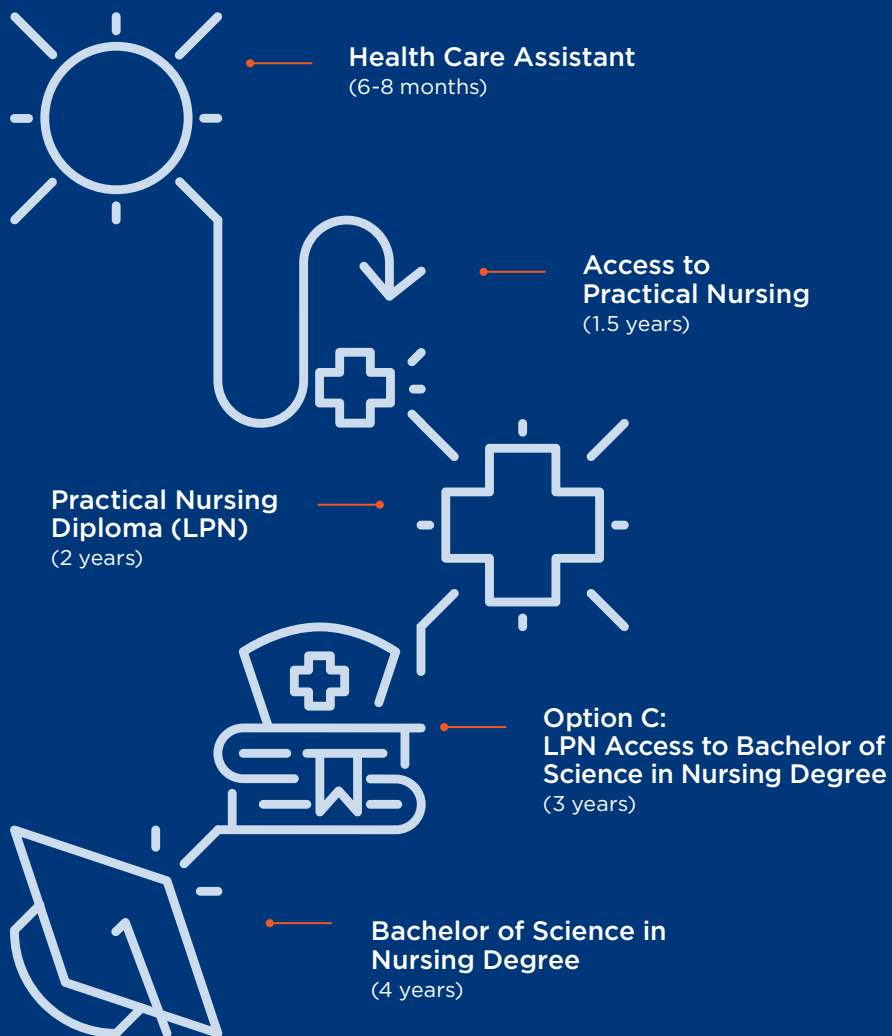 Health Care Assistant
(6-8 months)
Access to
Practical Nursing
(1.5 years)
Practical Nursing
Diploma (LPN)
(2 years)
Option C:
LPN Access to Bachelor of
Science in Nursing Degree
(3 years)
Bachelor of Science in
Nursing Degree
(4 years)